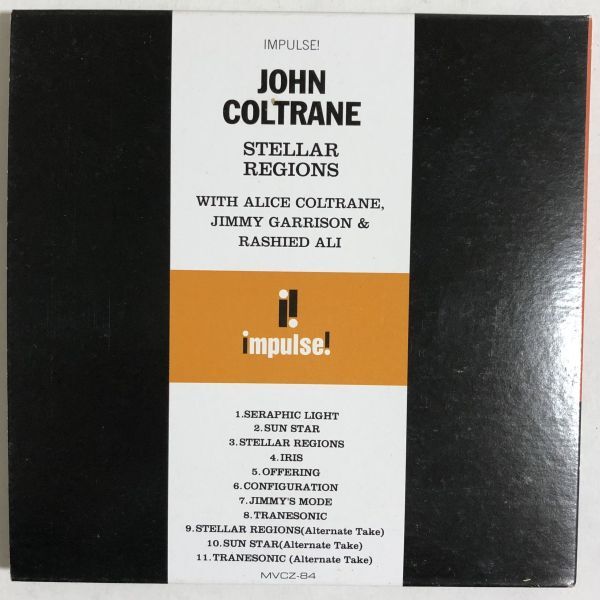 IMPULSE!
JOHN
COLTRANE
STELLAR
REGIONS
WITH ALICE COLTRANE,
JIMMY GARRISON &
RASHIED ALI
i!
impulse!
1.SERAPHIC LIGHT
2.SUN STAR
3.STELLAR REGIONS
4.IRIS
5.OFFERING
6.CONFIGURATION
7.JIMMY'S MODE
8.TRANESONIC
9.STELLAR REGIONS(Alternate Take)
10.SUN STAR(Alternate Take)
11.TRANESONIC (Alternate Take)
MVCZ-84